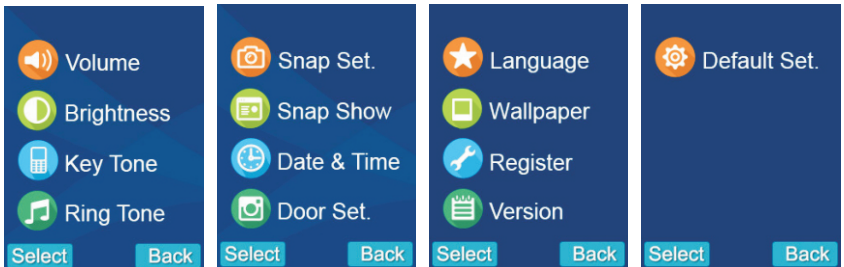 Volume
Brightness
Key Tone
Ring Tone
Select Back
Snap Set.
Snap Show
Date & Time
Door Set.
Select Back
Language
Wallpaper
Register
Version
Select Back
Default Set.
Select Back